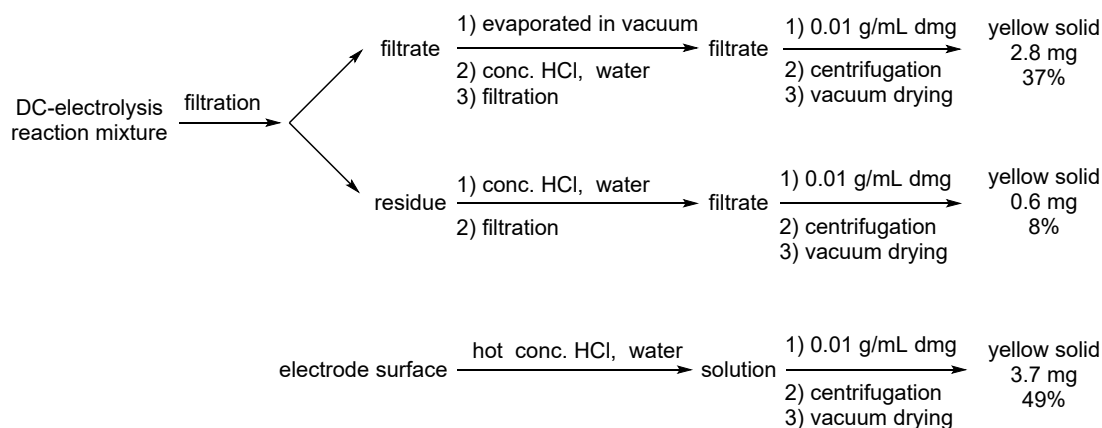 DC-electrolysis
reaction mixture
filtration
filtrate
1) evaporated in vacuum
2) conc. HCl, water
3) filtration
filtrate
1) 0.01 g/mL dmg
2) centrifugation
3) vacuum drying
yellow solid
2.8 mg
37%
residue
1) conc. HCl, water
2) filtration
filtrate
1) 0.01 g/mL dmg
2) centrifugation
3) vacuum drying
yellow solid
0.6 mg
8%
electrode surface
hot conc. HCl, water
solution
1) 0.01 g/mL dmg
2) centrifugation
3) vacuum drying
yellow solid
3.7 mg
49%